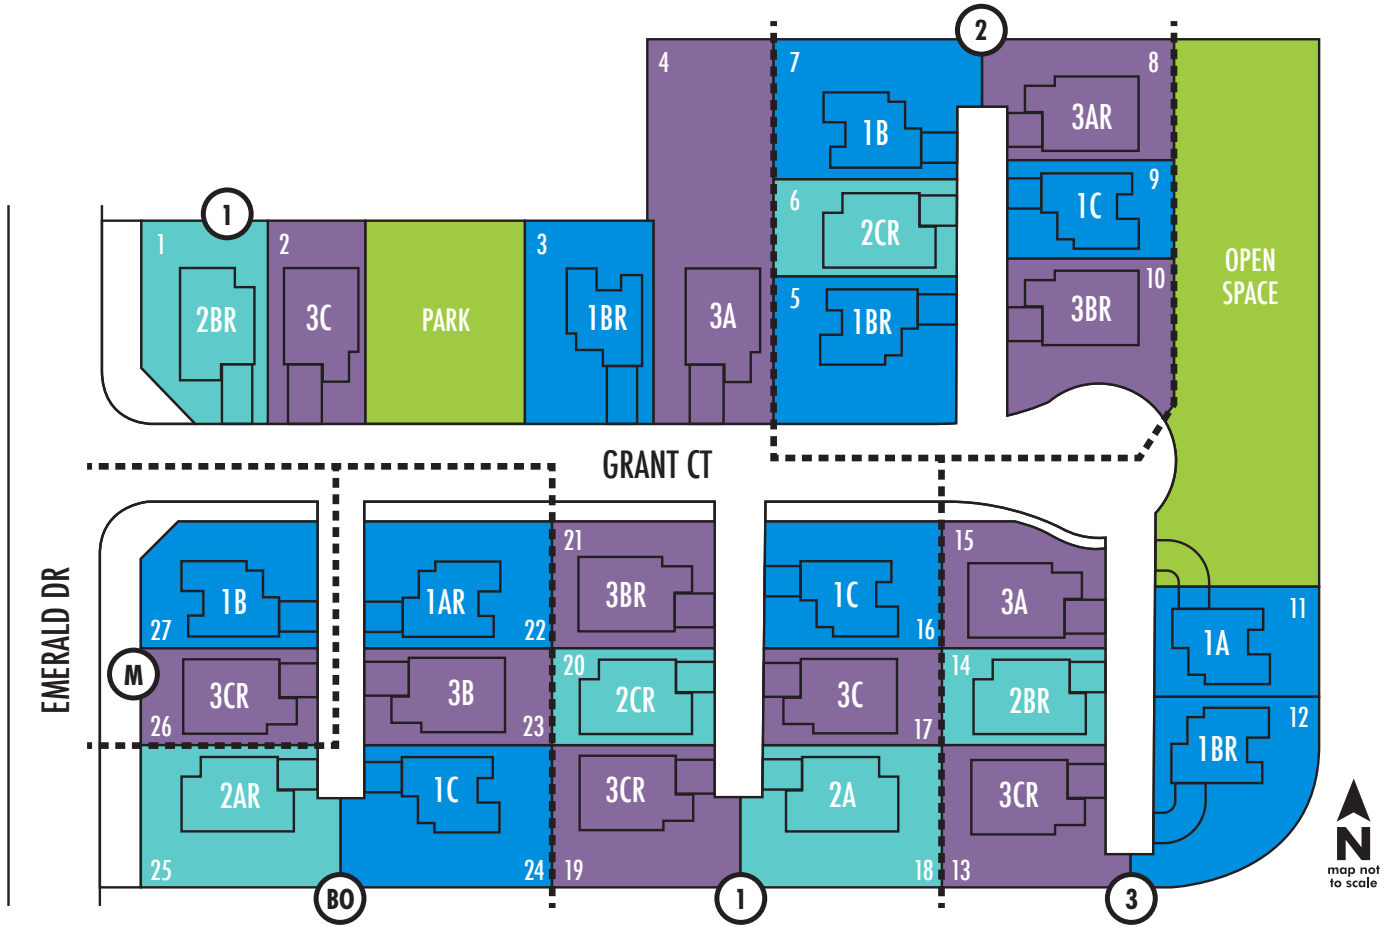 2
4
7
8
1B
3AR
1
6
9
1
2
3
2CR
1C
5
10
OPEN
SPACE
2BR
3C
PARK
1BR
3A
1BR
3BR
GRANT CT
21
15
1B
1AR
3BR
1C
3A
11
27
22
16
1A
EMERALD DR
M
20
14
3CR
3B
2CR
3C
2BR
26
23
17
12
1BR
2AR
1C
3CR
2A
3CR
25
24
19
18
13
BO
1
3
N
map not
to scale